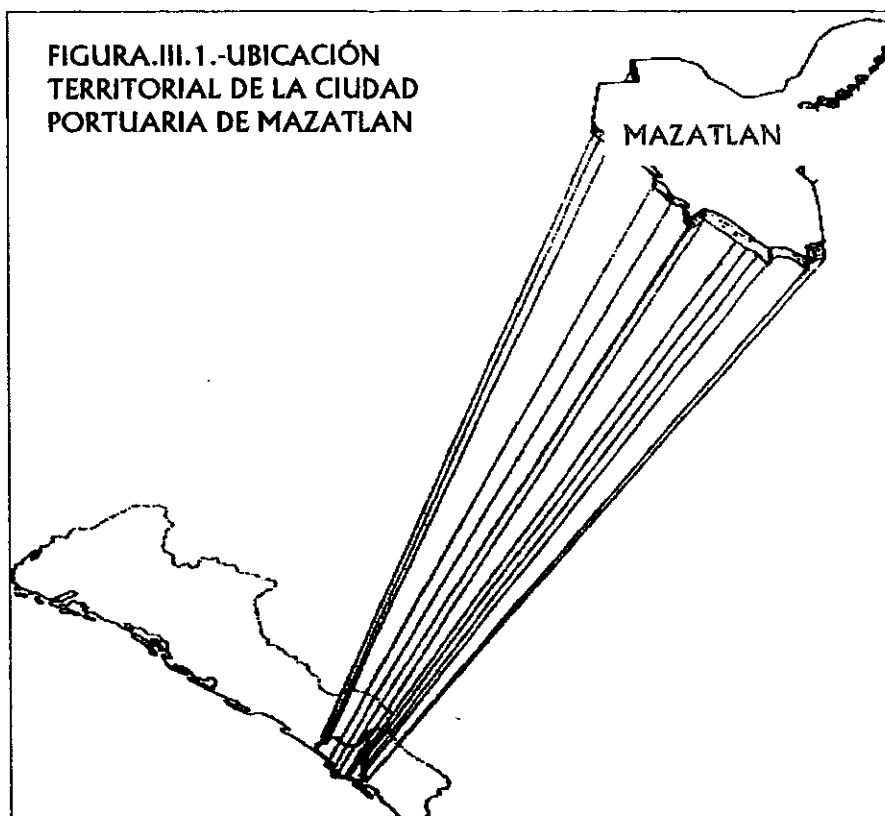 FIGURA.III.1.-UBICACIÓN
TERRITORIAL DE LA CIUDAD
PORTUARIA DE MAZATLAN
MAZATLAN